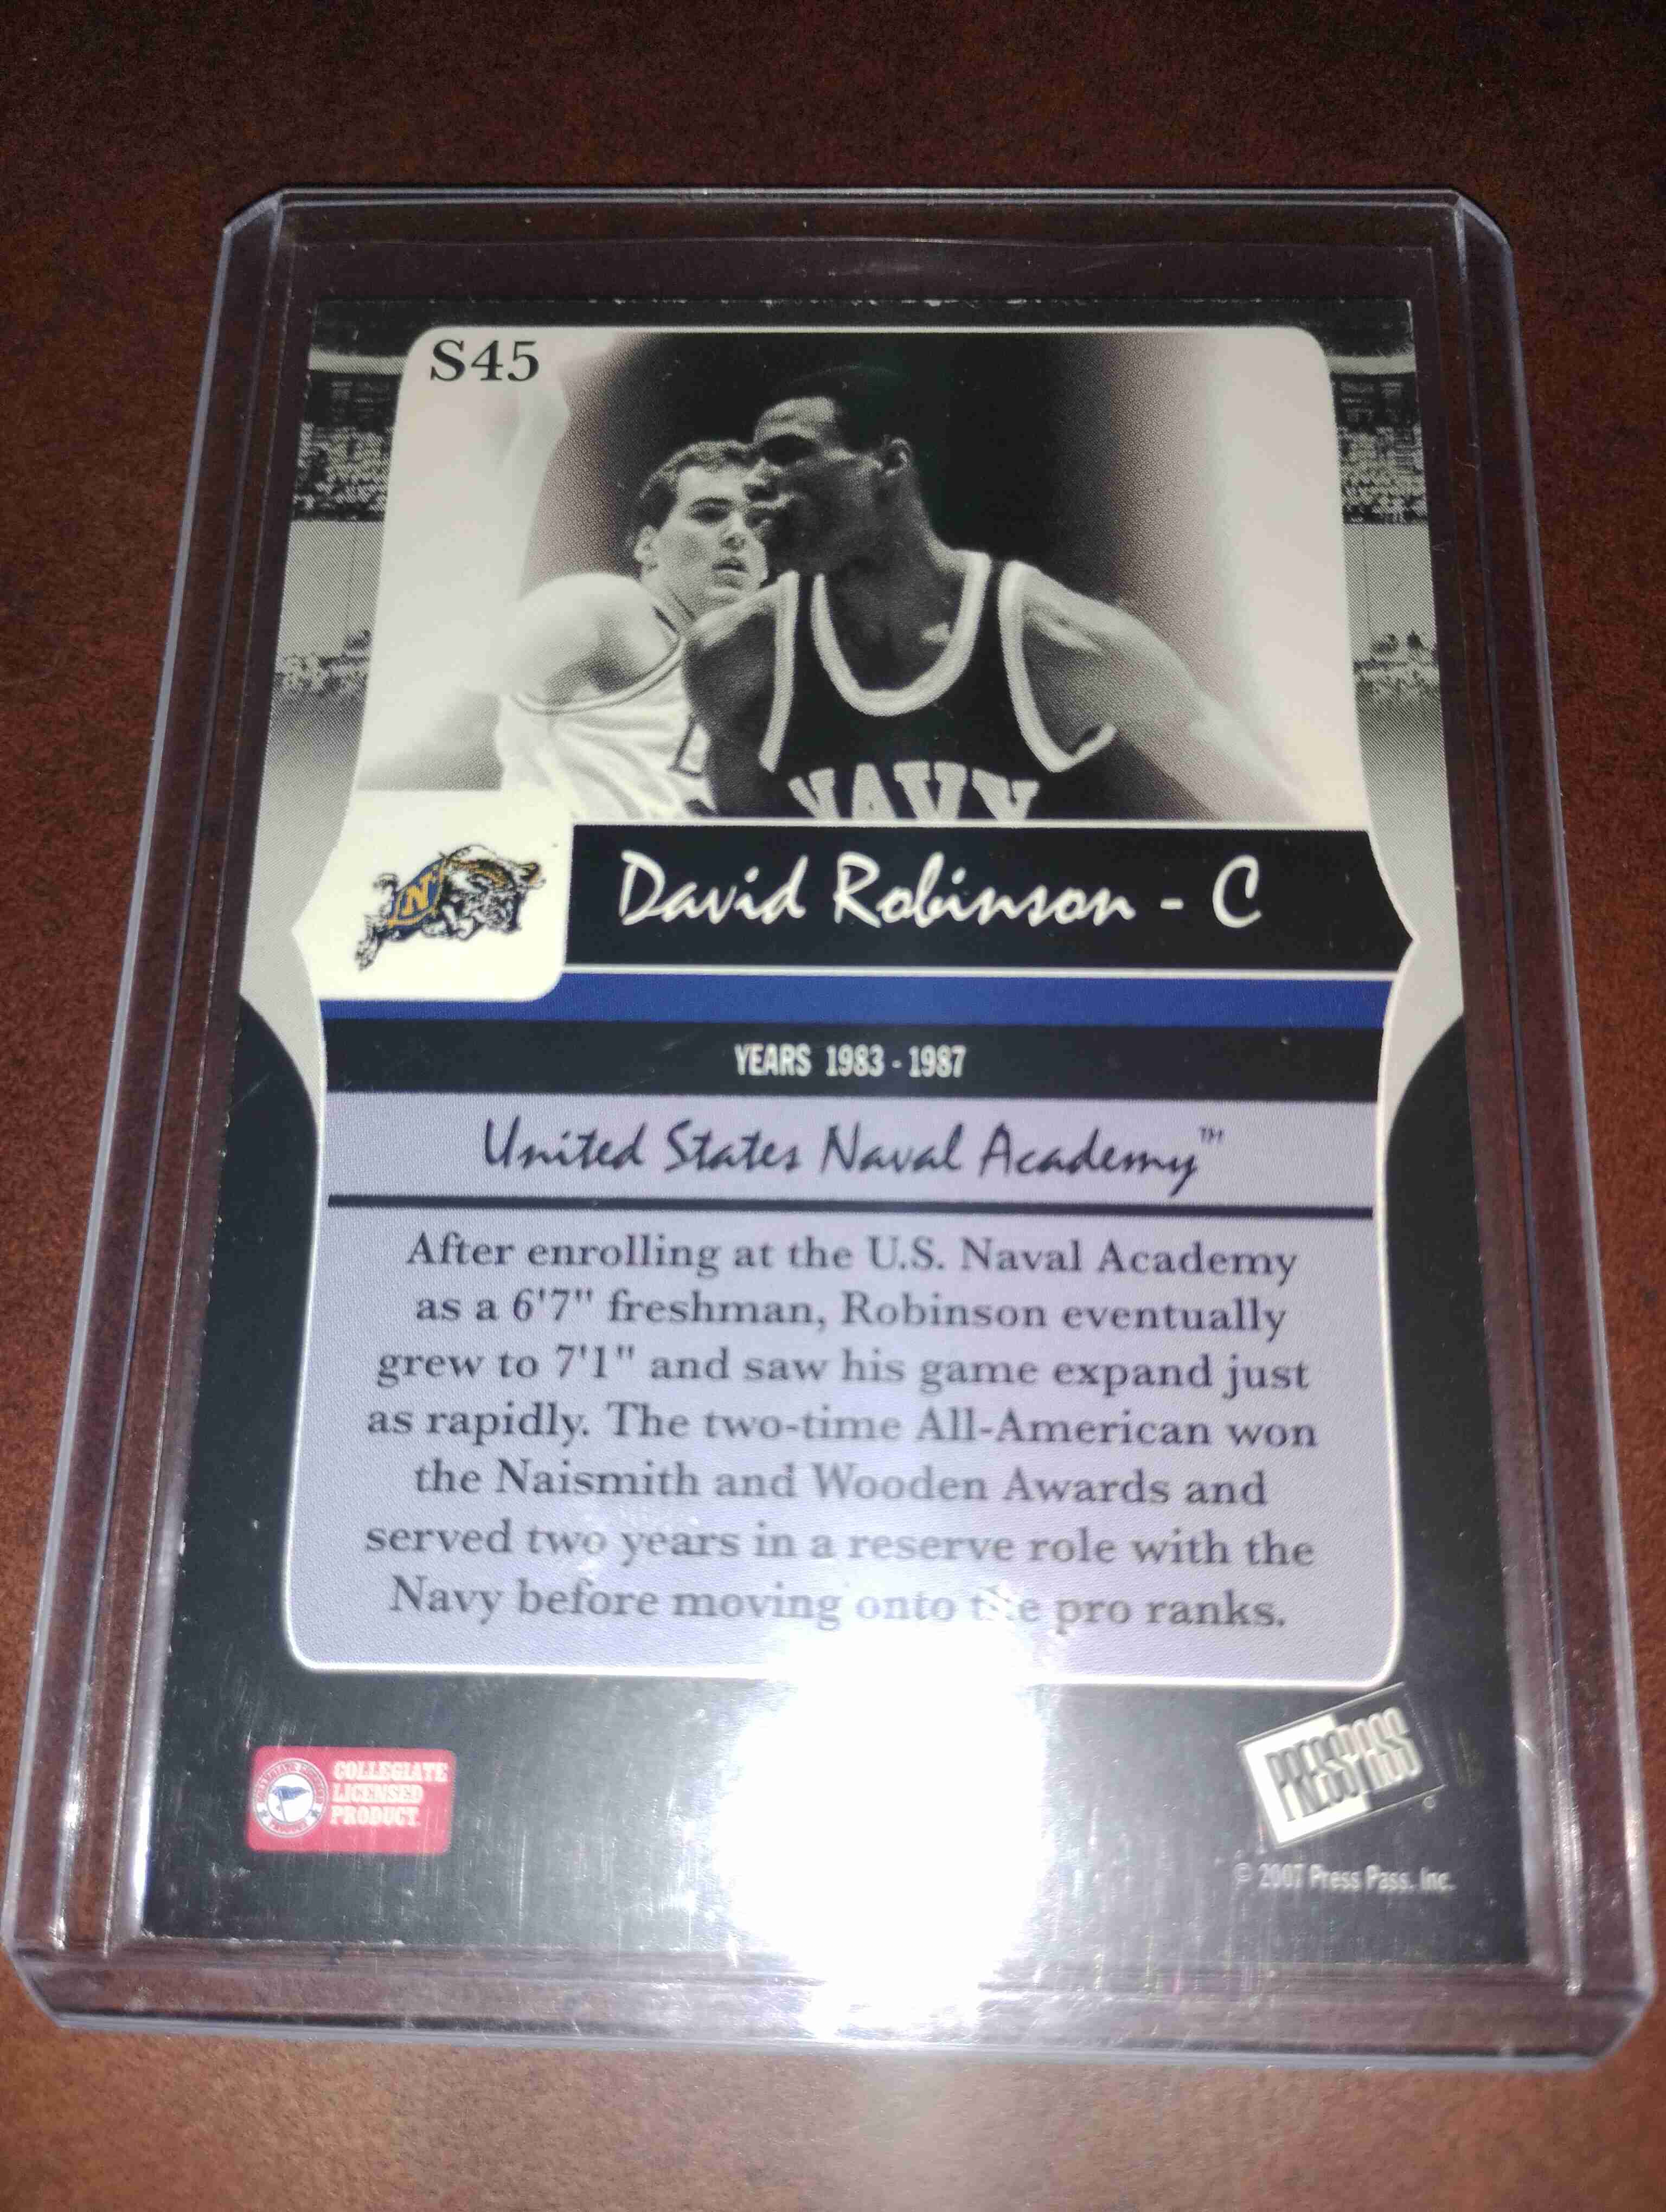 S45
NAVY
N
David Robinson - C
YEARS 1983 - 1987
United States Naval Academy™
After enrolling at the U.S. Naval Academy
as a 6'7" freshman, Robinson eventually
grew to 7'1" and saw his game expand just
as rapidly. The two-time All-American won
the Naismith and Wooden Awards and
served two years in a reserve role with the
Navy before moving onto the pro ranks.
COLLEGIATE
LICENSED
PRODUCT
PRESS PASS
© 2007 Press Pass, Inc.